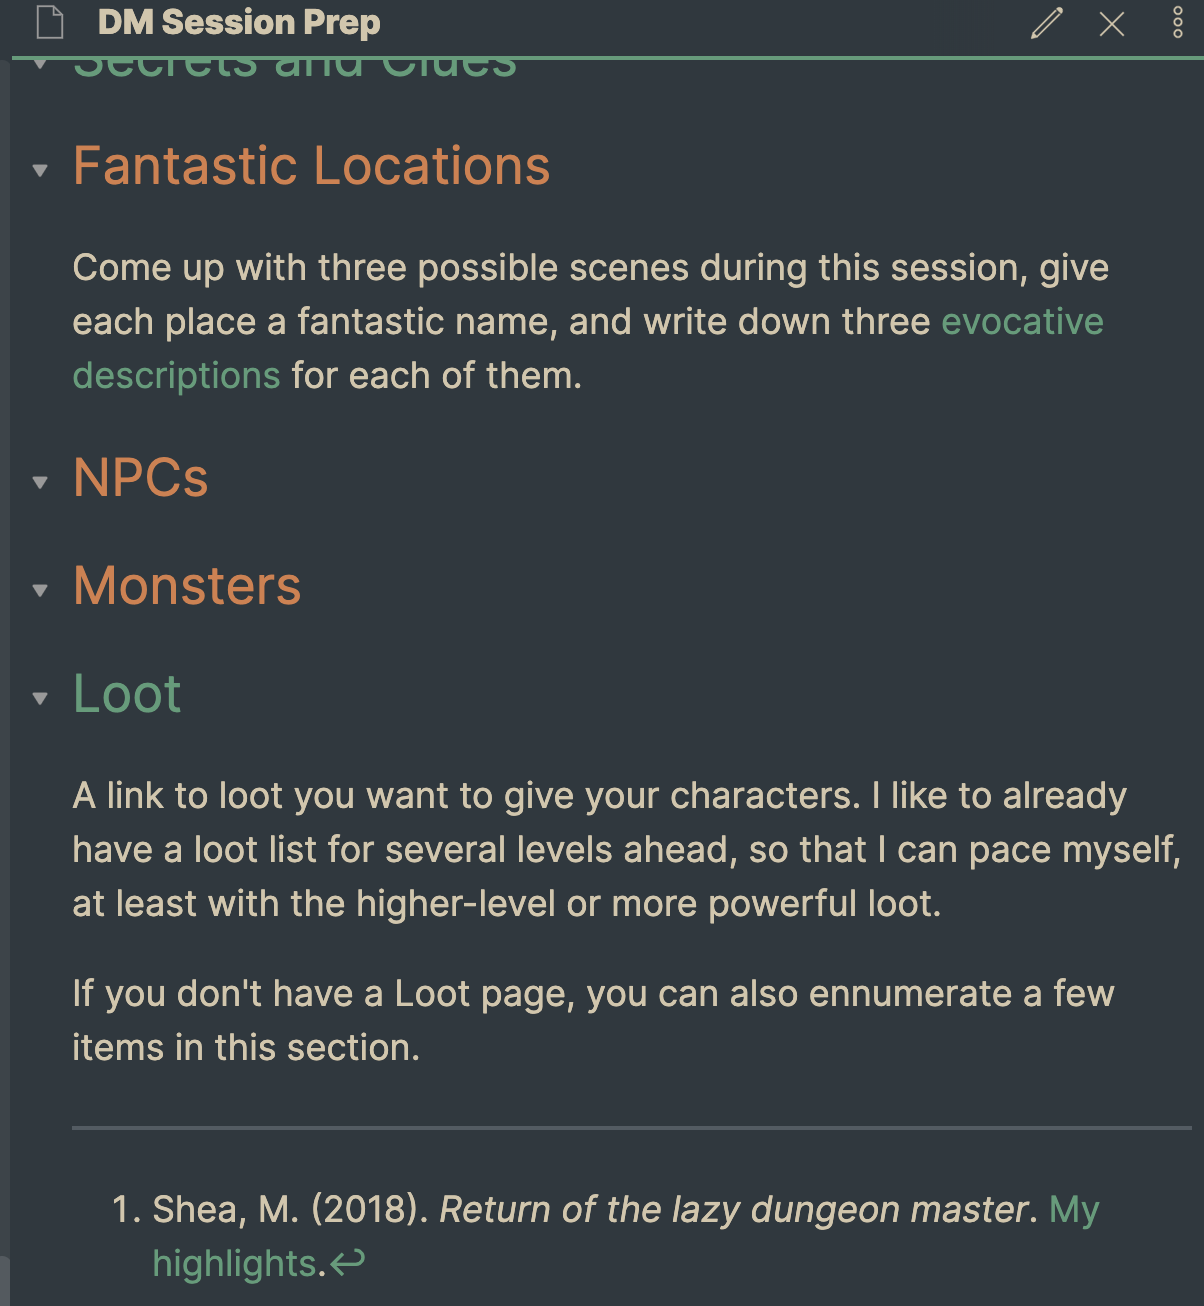 DM Session Prep
Secrets and Clues
Fantastic Locations
Come up with three possible scenes during this session, give
each place a fantastic name, and write down three evocative
descriptions for each of them.
NPCs
Monsters
Loot
A link to loot you want to give your characters. I like to already
have a loot list for several levels ahead, so that I can pace myself,
at least with the higher-level or more powerful loot.
If you don't have a Loot page, you can also ennumerate a few
items in this section.
1. Shea, M. (2018). Return of the lazy dungeon master. My
highlights.↩